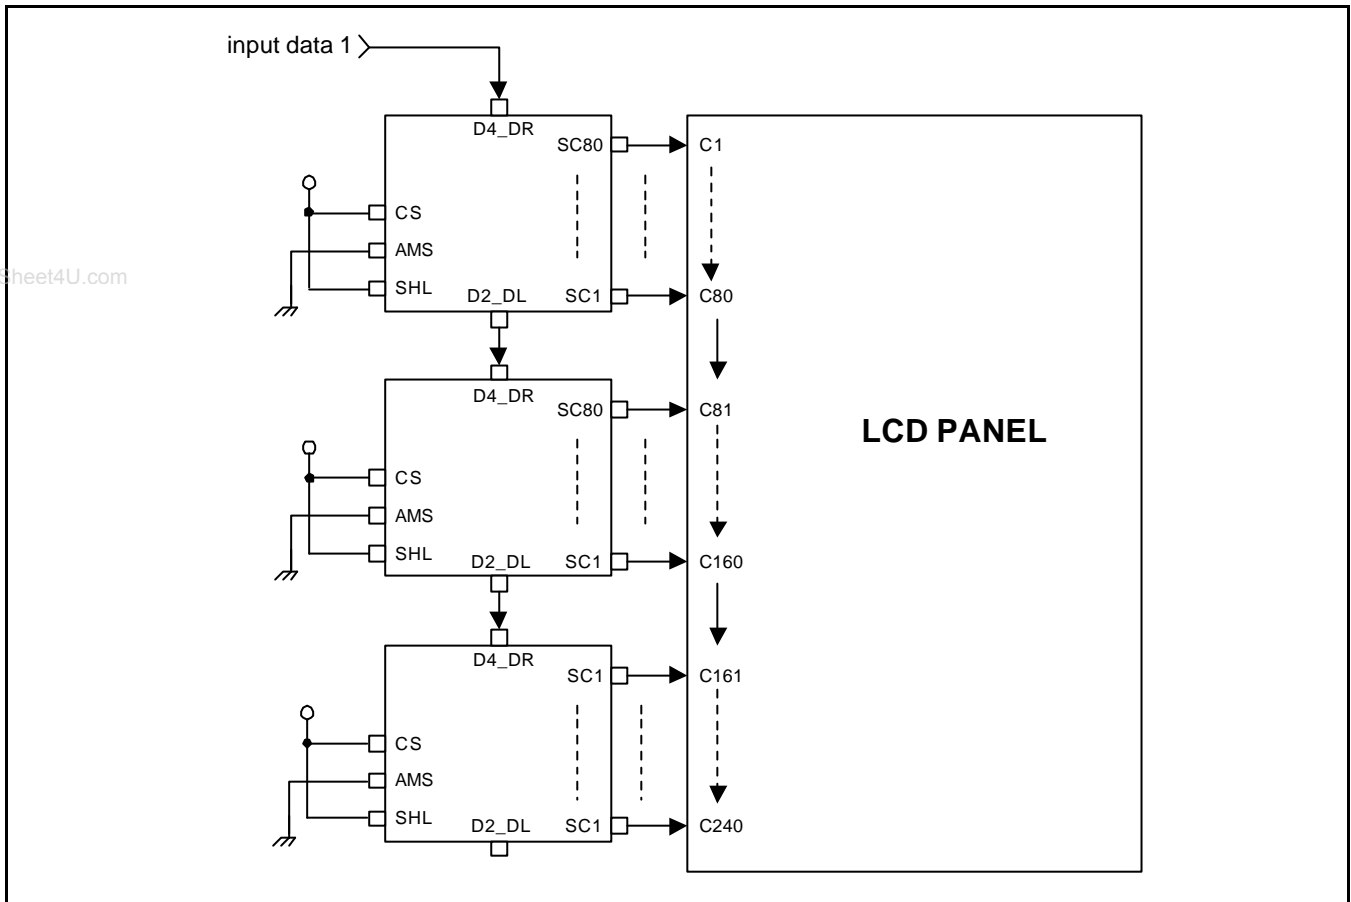 input data 1
D4_DR
SC80
C1
CS
AMS
SHL
D2_DL
SC1
C80
Sheet4U.com
D4_DR
SC80
C81
LCD PANEL
CS
AMS
SHL
D2_DL
SC1
C160
D4_DR
SC1
C161
CS
AMS
SHL
D2_DL
SC1
C240